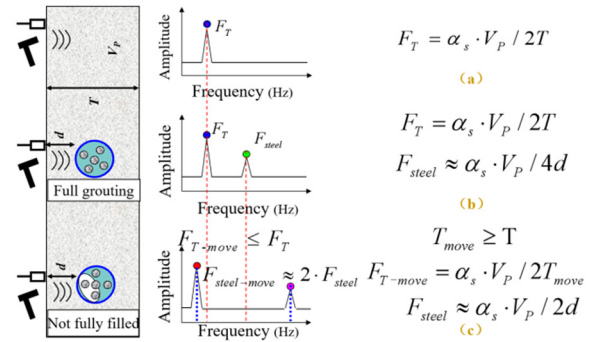 V_P
T
Amplitude
F_T
Frequency (Hz)
F_T = α_s · V_P / 2T
(a)
d
Full grouting
Amplitude
F_T
F_steel
Frequency (Hz)
F_T = α_s · V_P / 2T
F_steel ≈ α_s · V_P / 4d
(b)
d
Not fully filled
F_T-move ≤ F_T
Amplitude
F_steel-move ≈ 2 · F_steel
Frequency (Hz)
T_move ≥ T
F_T-move = α_s · V_P / 2T_move
F_steel ≈ α_s · V_P / 2d
(c)